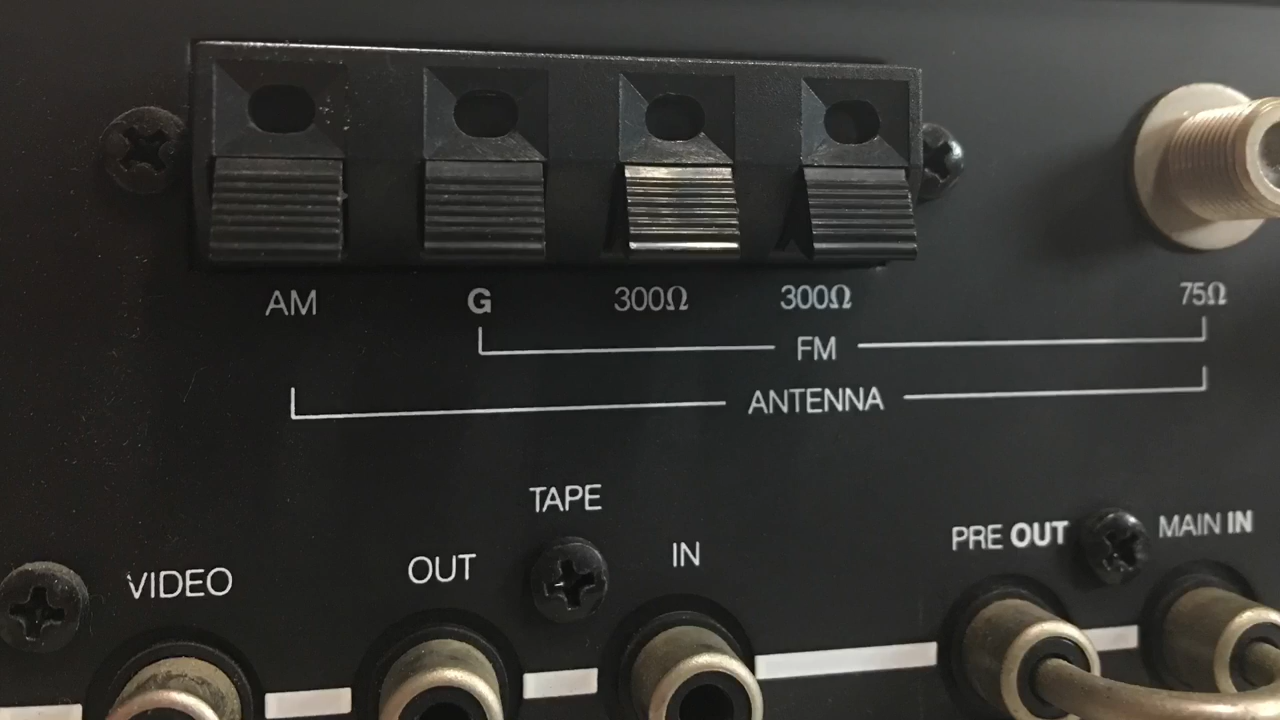 AM G 300Ω 300Ω 75Ω
FM
ANTENNA
TAPE
VIDEO OUT IN PRE OUT MAIN IN